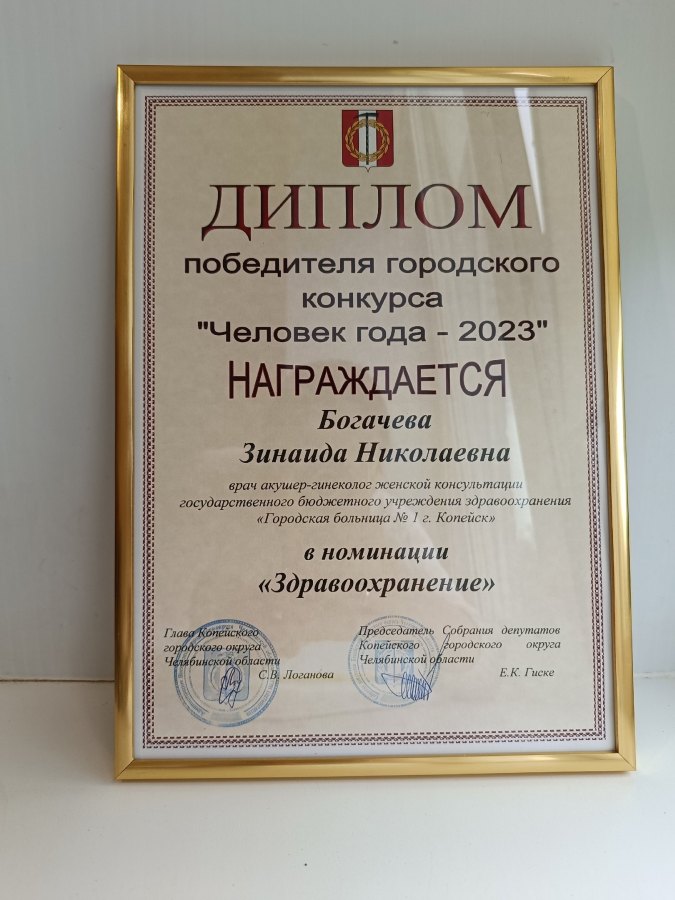 ДИПЛОМ
победителя городского
конкурса
"Человек года - 2023"
НАГРАЖДАЕТСЯ
Богачева
Зинаида Николаевна
врач акушер-гинеколог женской консультации
государственного бюджетного учреждения здравоохранения
«Городская больница № 1 г. Копейск»
в номинации
«Здравоохранение»
Глава Копейского
городского округа
Челябинской области
С.В. Логанова
Председатель Собрания депутатов
Копейского городского округа
Челябинской области
Е.К. Гиске